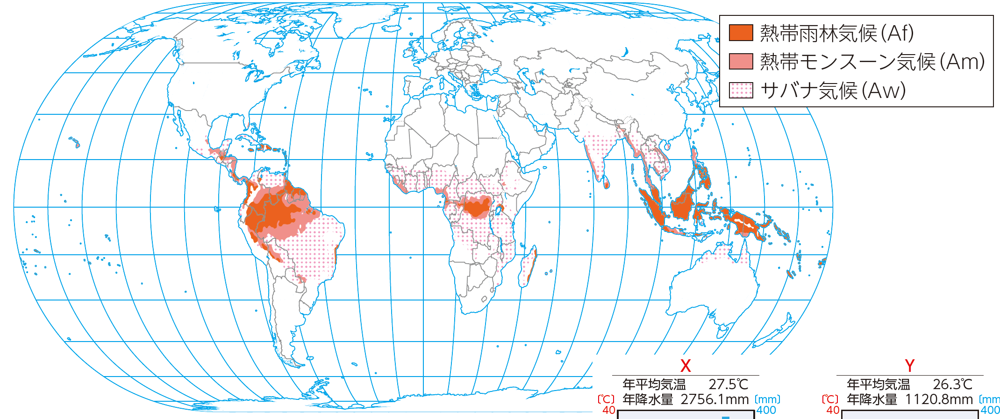 熱帯雨林気候(Af)
熱帯モンスーン気候(Am)
サバナ気候(Aw)
X
年平均気温 27.5℃
年降水量 2756.1mm
〔℃〕
〔mm〕
40
400
Y
年平均気温 26.3℃
年降水量 1120.8mm
〔℃〕
〔mm
40
400